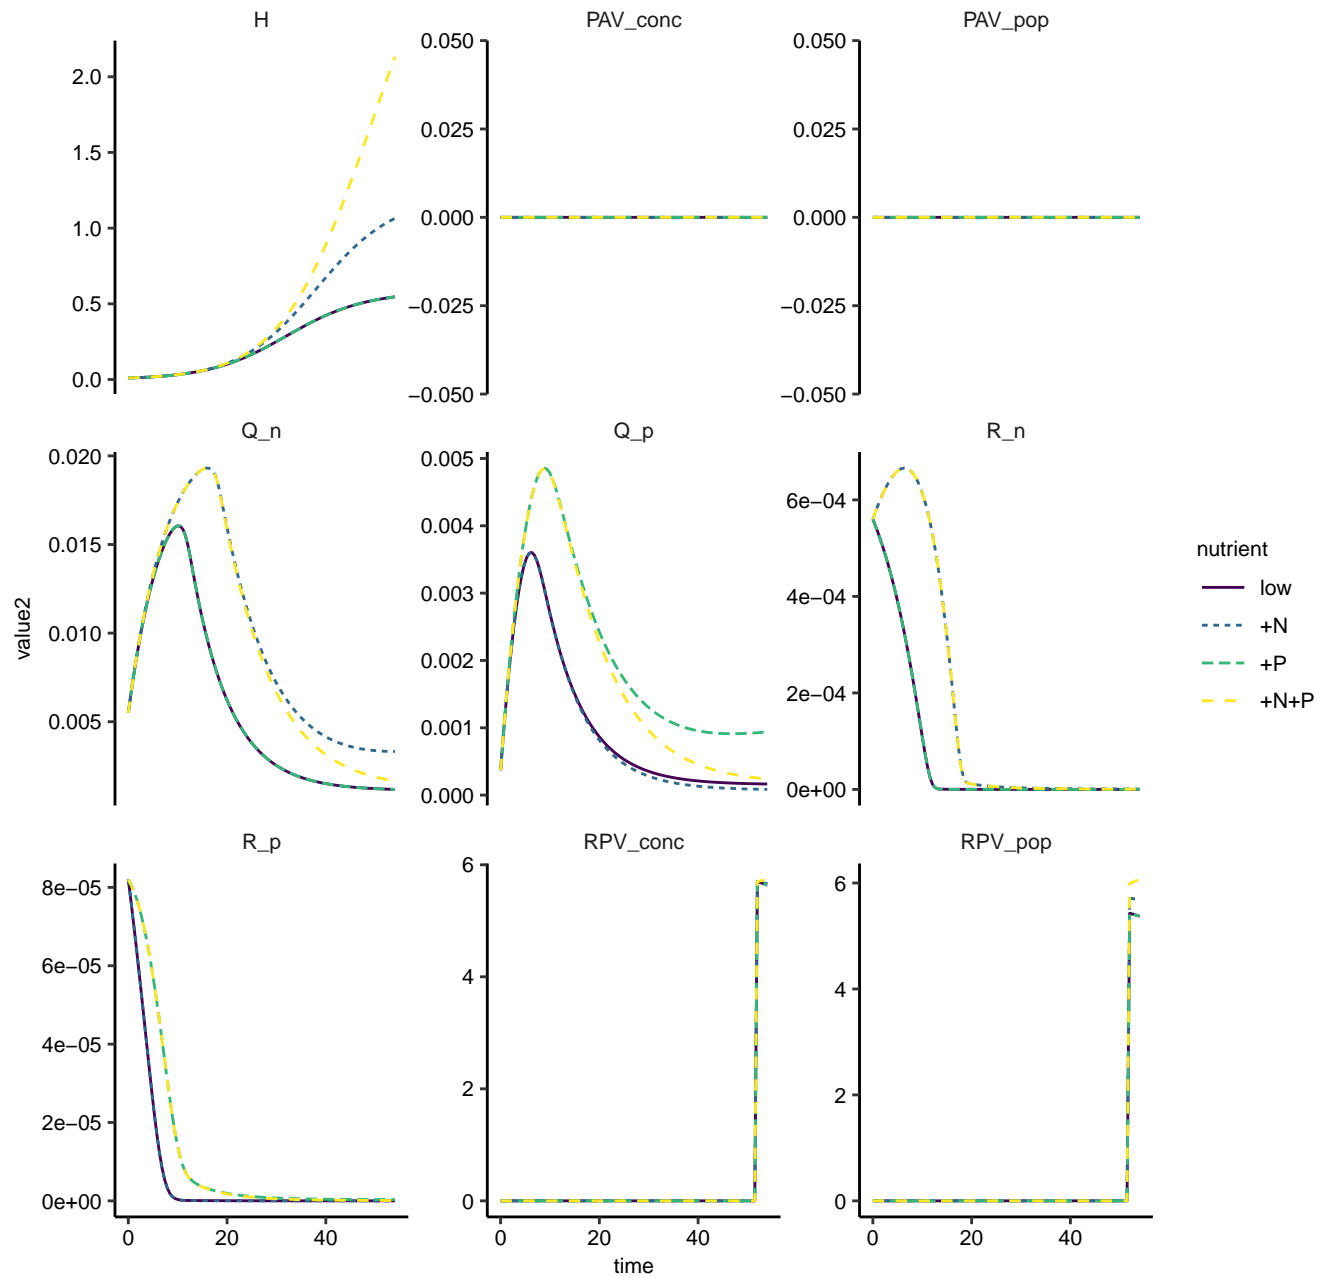 H
PAV_conc
PAV_pop
2.0
1.5
1.0
0.5
0.0
0.050
0.025
0.000
−0.025
−0.050
0.050
0.025
0.000
−0.025
−0.050
Q_n
Q_p
R_n
0.020
0.015
0.010
0.005
0.005
0.004
0.003
0.002
0.001
0.000
6e−04
4e−04
2e−04
0e+00
R_p
RPV_conc
RPV_pop
8e−05
6e−05
4e−05
2e−05
0e+00
6
4
2
0
6
4
2
0
0 20 40
0 20 40
0 20 40
time
value2
nutrient
low
+N
+P
+N+P